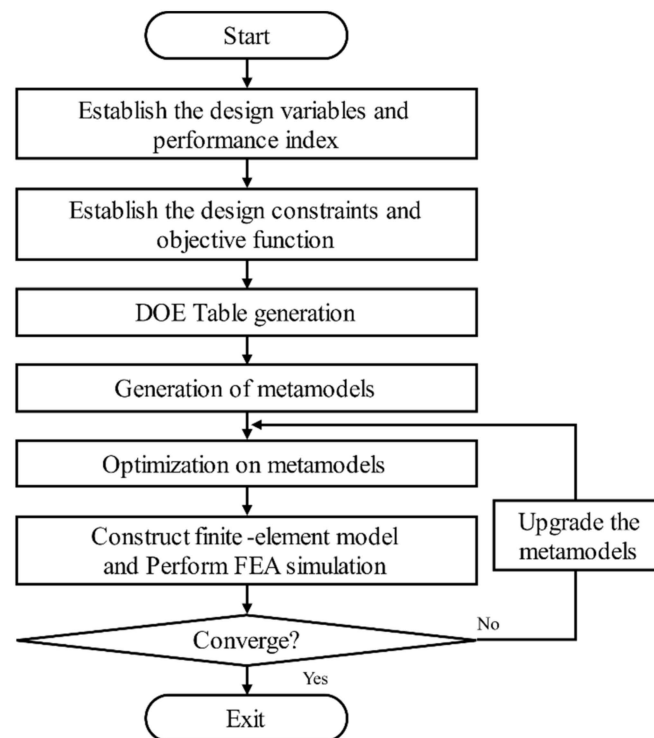 Start
Establish the design variables and
performance index
Establish the design constraints and
objective function
DOE Table generation
Generation of metamodels
Optimization on metamodels
Construct finite-element model
and Perform FEA simulation
Upgrade the
metamodels
Converge?
No
Yes
Exit